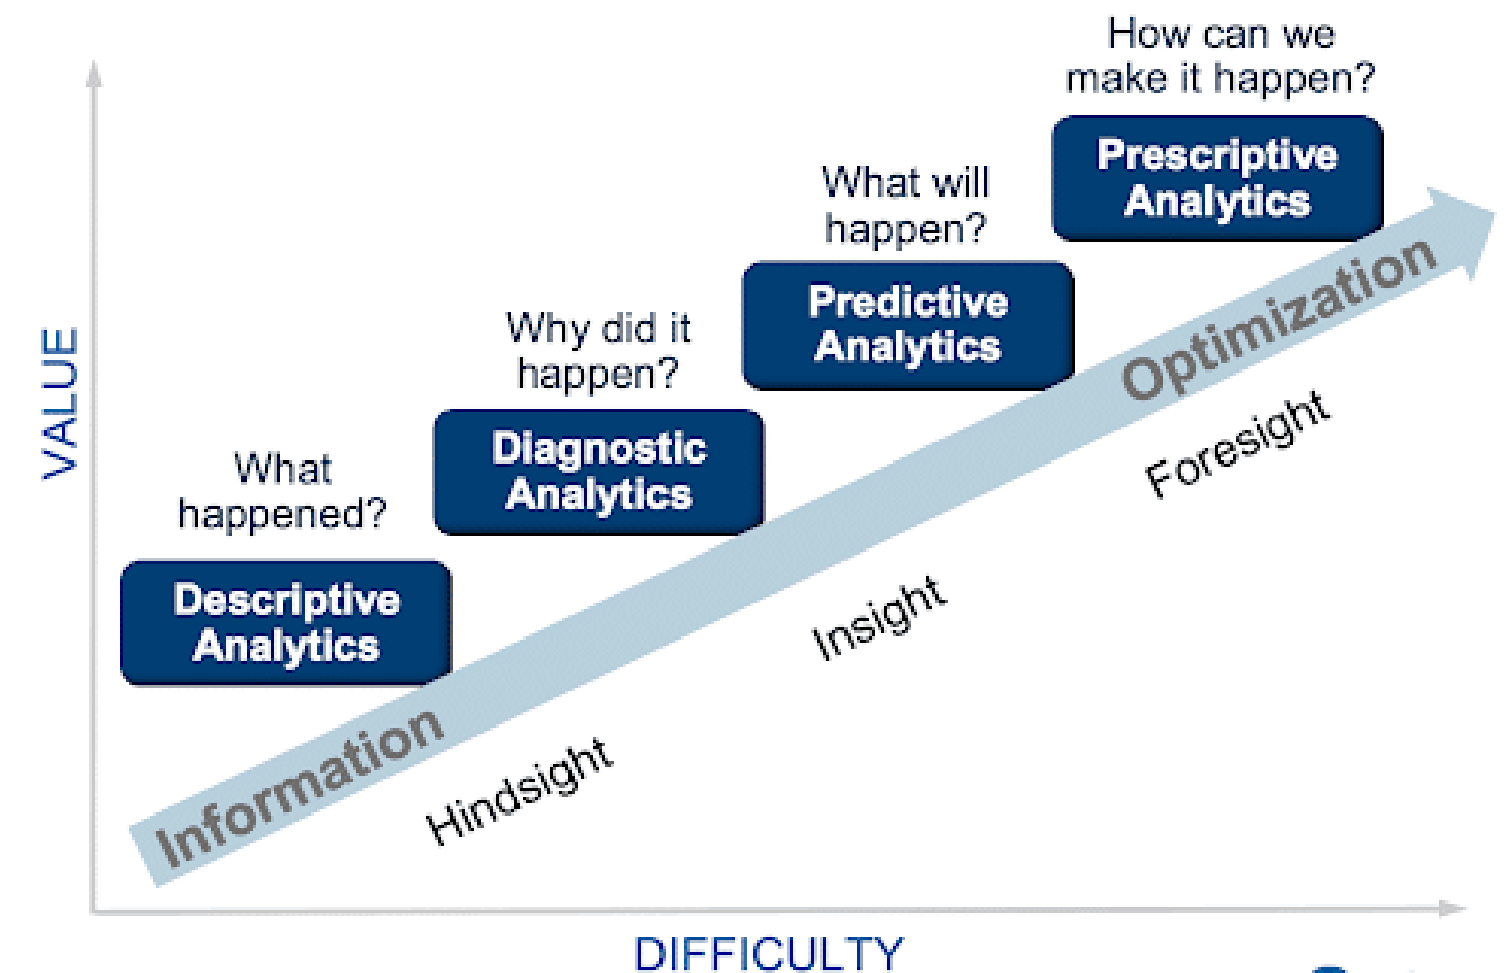 How can we
make it happen?
Prescriptive
Analytics
What will
happen?
Predictive
Analytics
Why did it
happen?
Diagnostic
Analytics
What
happened?
Descriptive
Analytics
Information
Optimization
Hindsight
Insight
Foresight
VALUE
DIFFICULTY